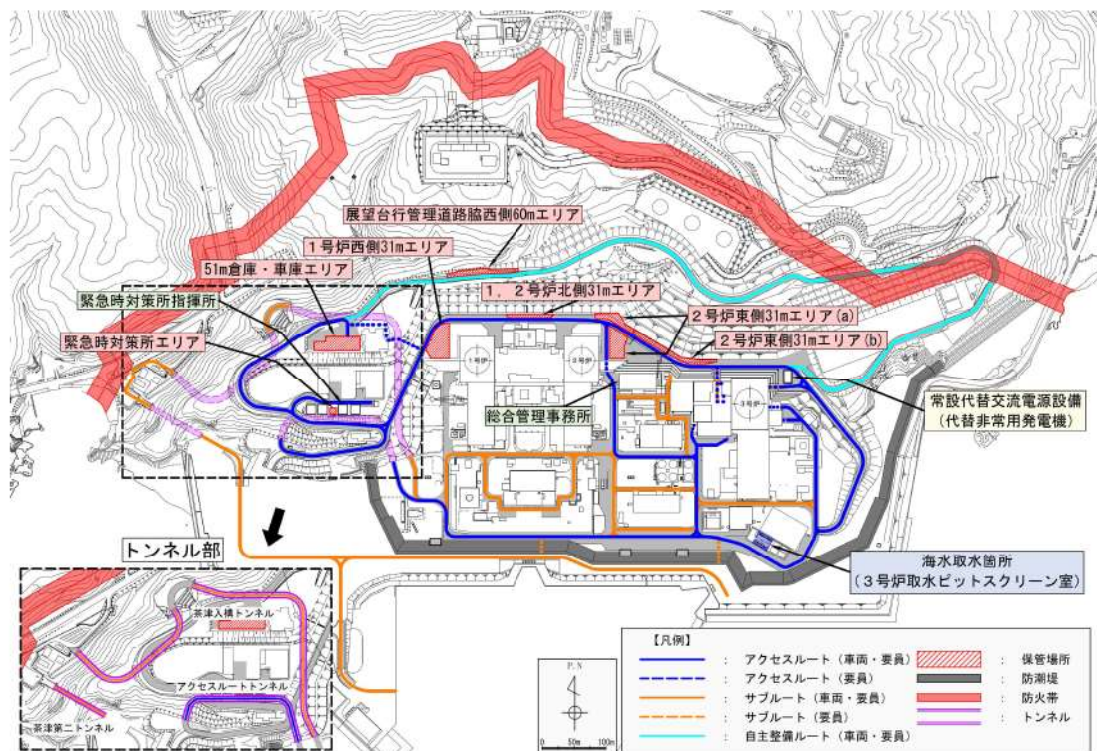 展望台行管理道路脇西側60mエリア
1号炉西側31mエリア
51m倉庫・車庫エリア
1,2号炉北側31mエリア
緊急時対策所指揮所
2号炉東側31mエリア(a)
緊急時対策所エリア
2号炉東側31mエリア(b)
1号炉
2号炉
3号炉
総合管理事務所
常設代替交流電源設備
(代替非常用発電機)
トンネル部
海水取水箇所
(3号炉取水ピットスクリーン室)
茶津入構トンネル
アクセスルートトンネル
茶津第二トンネル
P.N
0 50m 100m
【凡例】
: アクセスルート(車両・要員)
: アクセスルート(要員)
: サブルート(車両・要員)
: サブルート(要員)
: 自主整備ルート(車両・要員)
: 保管場所
: 防潮堤
: 防火帯
: トンネル